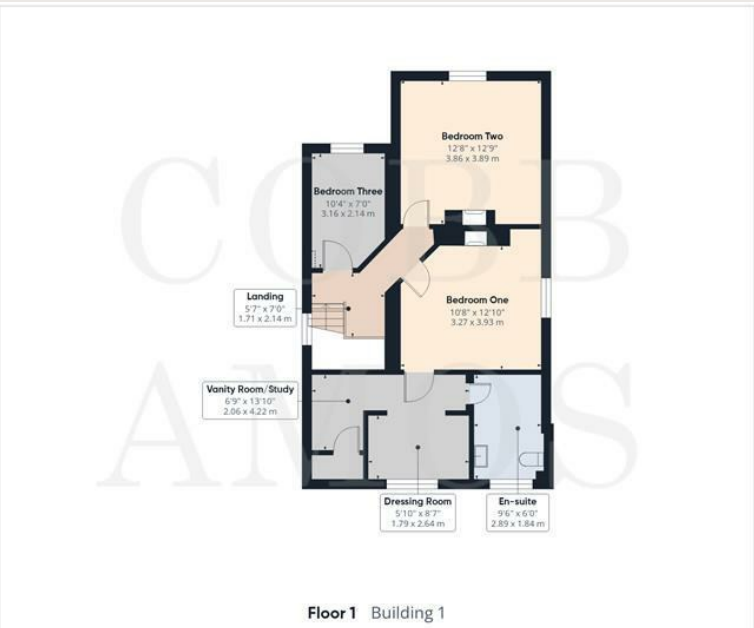 COBB
AMOS
Bedroom Two
12'8" x 12'9"
3.86 x 3.89 m
Bedroom Three
10'4" x 7'0"
3.16 x 2.14 m
Landing
5'7" x 7'0"
1.71 x 2.14 m
Bedroom One
10'8" x 12'10"
3.27 x 3.93 m
Vanity Room/Study
6'9" x 13'10"
2.06 x 4.22 m
Dressing Room
5'10" x 8'7"
1.79 x 2.64 m
En-suite
9'6" x 6'0"
2.89 x 1.84 m
Floor 1 Building 1